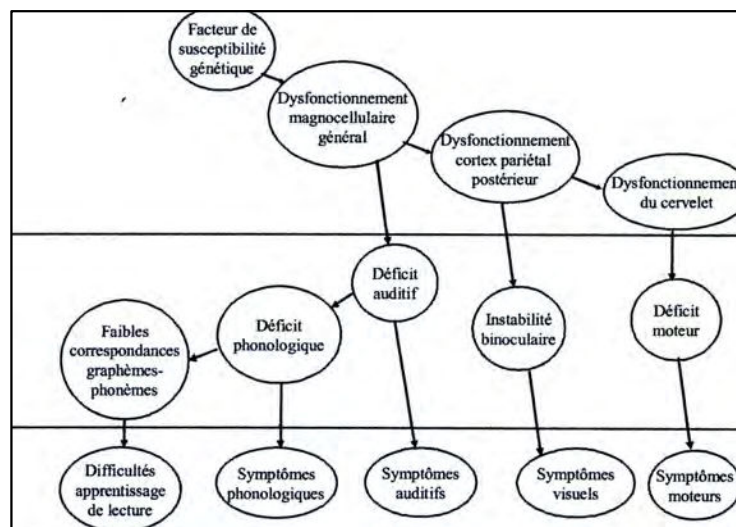 Facteur de
susceptibilité
génétique
Dysfonctionnement
magnocellulaire
général
Dysfonctionnement
cortex pariétal
postérieur
Dysfonctionnement
du cervelet
Déficit
auditif
Faibles
correspondances
graphèmes-
phonèmes
Déficit
phonologique
Instabilité
binoculaire
Déficit
moteur
Difficultés
apprentissage
de lecture
Symptômes
phonologiques
Symptômes
auditifs
Symptômes
visuels
Symptômes
moteurs